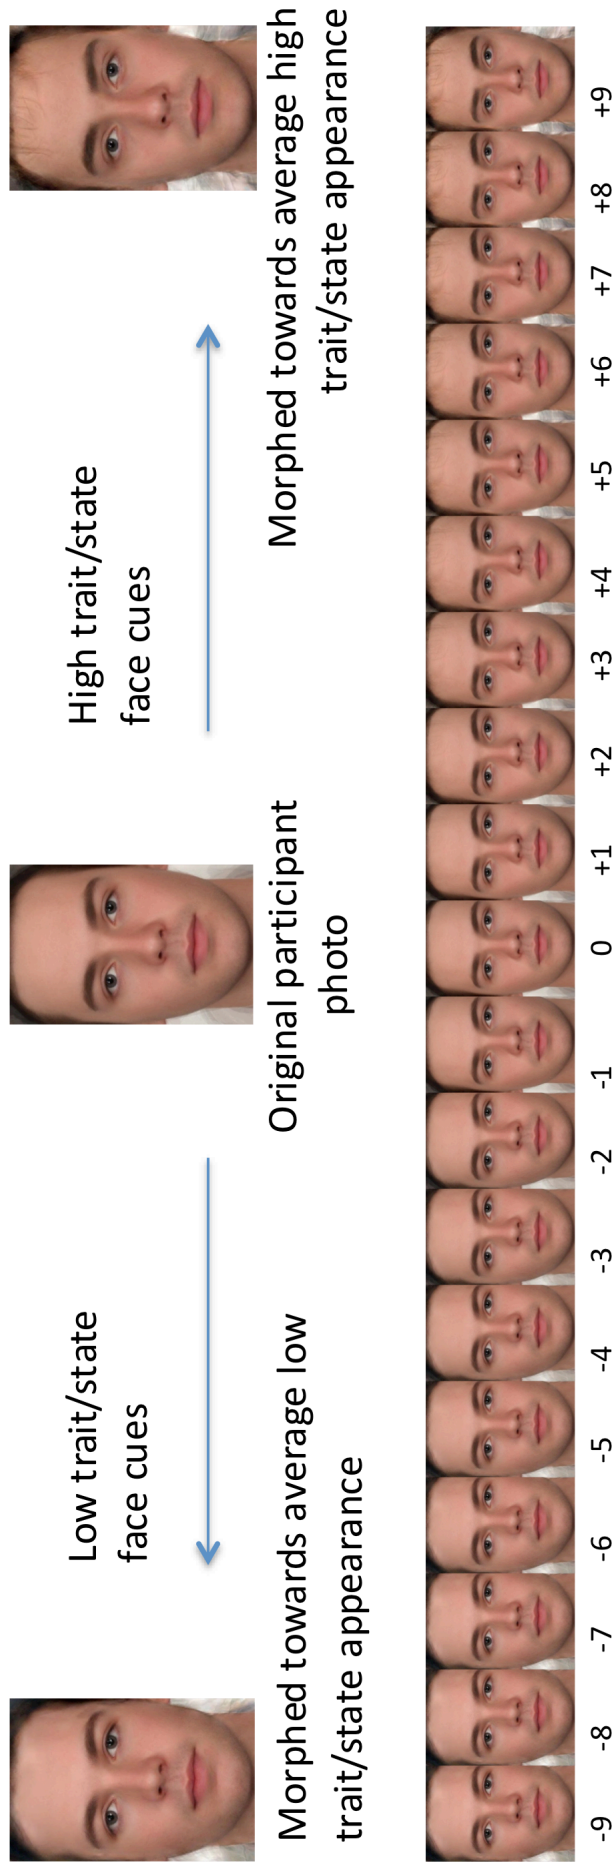 Low trait/state
face cues
High trait/state
face cues
Morphed towards average low
trait/state appearance
Original participant
photo
Morphed towards average high
trait/state appearance
-9 -8 -7 -6 -5 -4 -3 -2 -1 0 +1 +2 +3 +4 +5 +6 +7 +8 +9